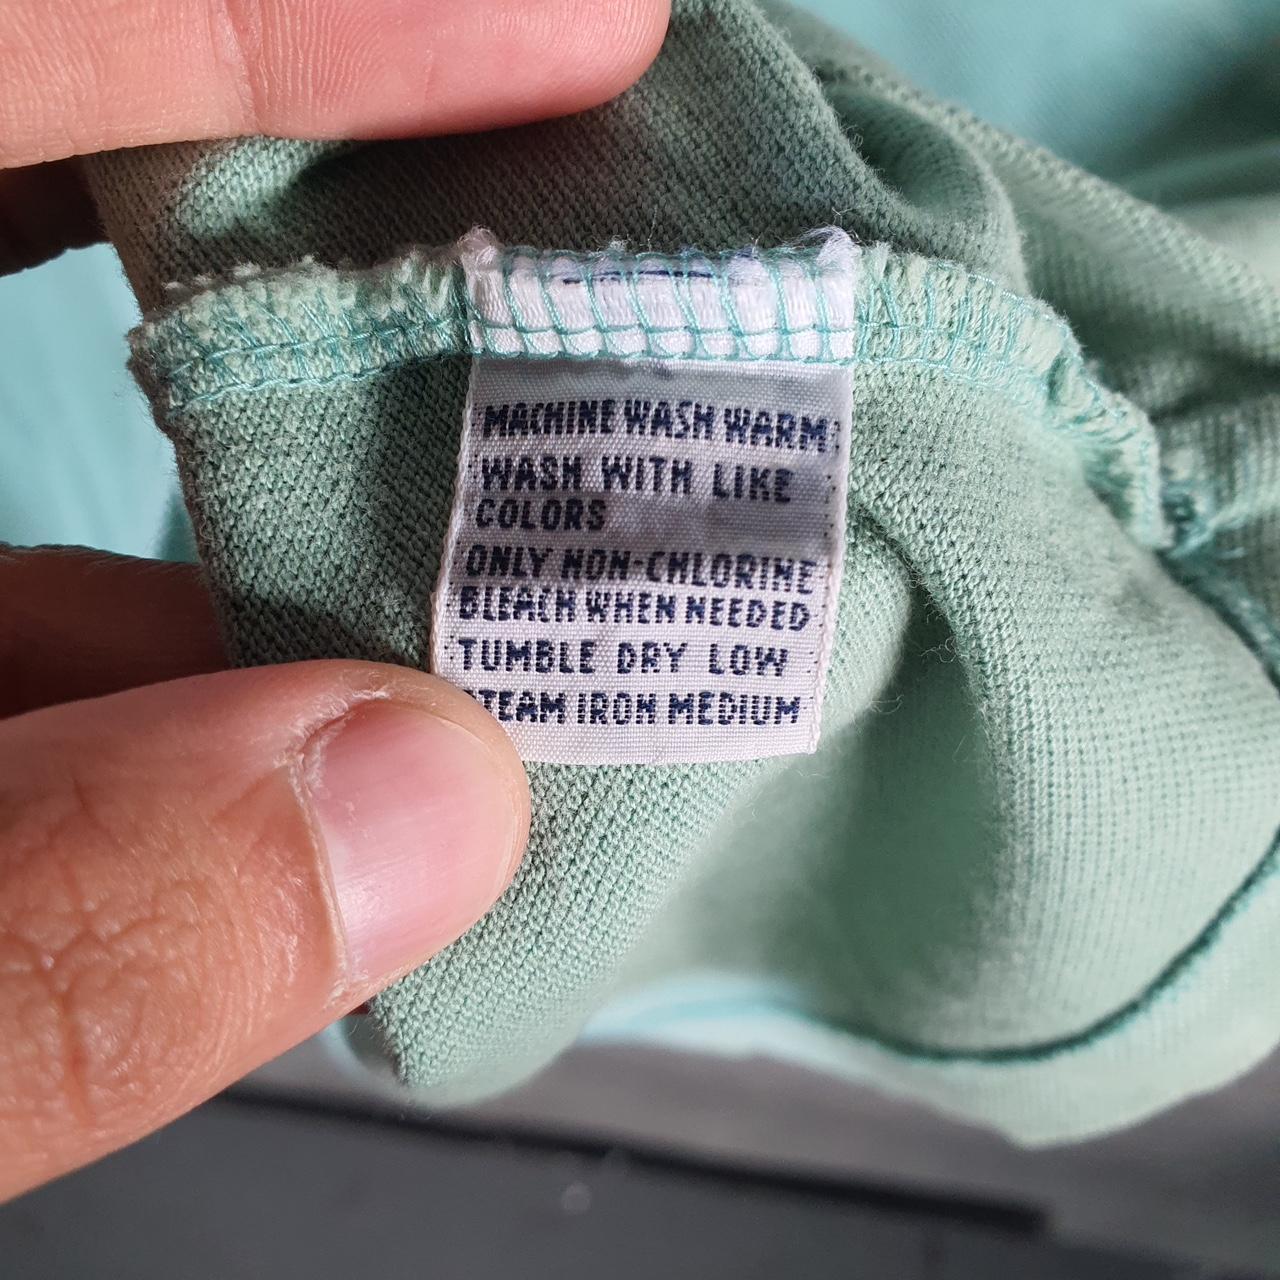 MACHINE WASH WARM
WASH WITH LIKE
COLORS
ONLY NON-CHLORINE
BLEACH WHEN NEEDED
TUMBLE DRY LOW
STEAM IRON MEDIUM